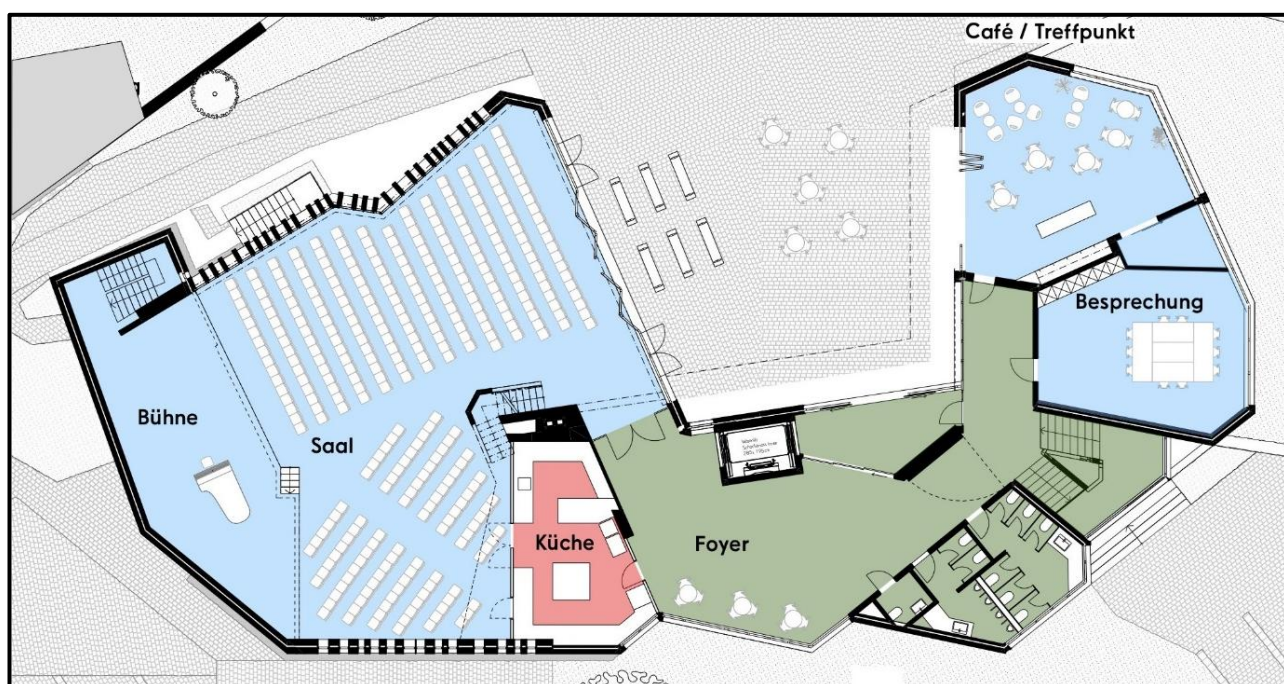 Café / Treffpunkt
Besprechung
Bühne
Saal
Küche
Foyer